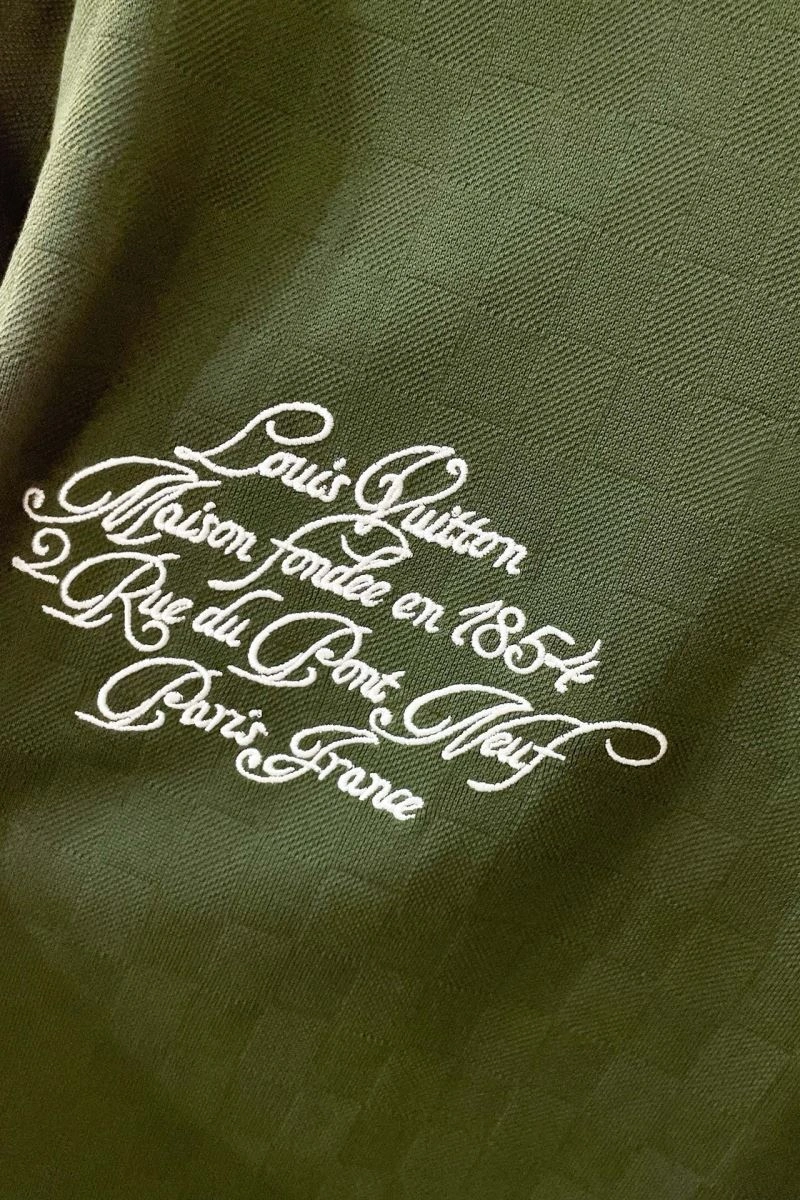 Louis Vuitton
Maison fondée en 1854
2 Rue du Pont Neuf
Paris France